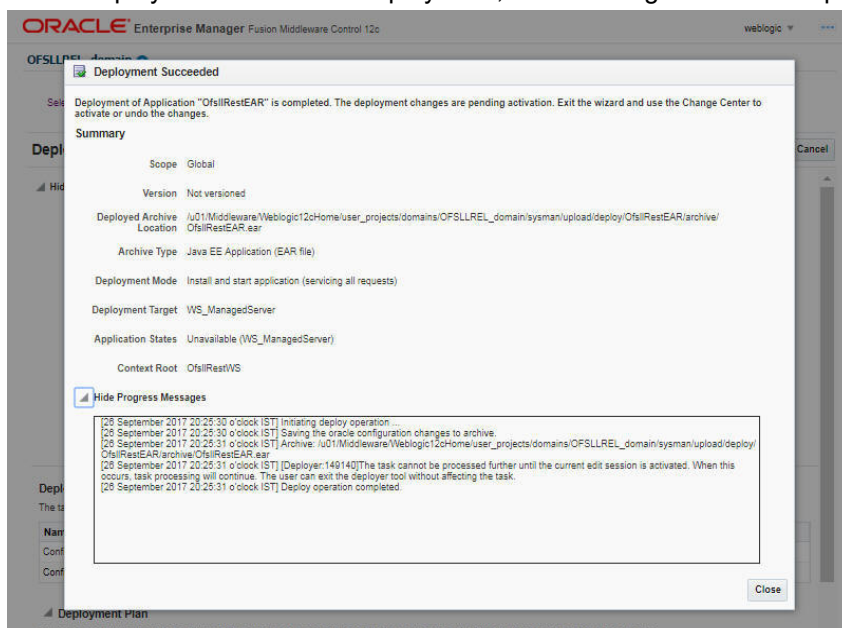 ORACLE Enterprise Manager Fusion Middleware Control 12c weblogic
Deployment Succeeded
Deployment of Application "OfsllRestEAR" is completed. The deployment changes are pending activation. Exit the wizard and use the Change Center to
activate or undo the changes.
Summary
Cancel
Scope Global
Version Not versioned
Deployed Archive /u01/Middleware/Weblogic12cHome/user_projects/domains/OFSLLREL_domain/sysman/upload/deploy/OfsllRestEAR/archive/
Location OfsllRestEAR.ear
Archive Type Java EE Application (EAR file)
Deployment Mode Install and start application (servicing all requests)
Deployment Target WS_ManagedServer
Application States Unavailable (WS_ManagedServer)
Context Root OfsllRestWS
Hide Progress Messages
[26 September 2017 20:25:30 o'clock IST] Initiating deploy operation ...
[26 September 2017 20:25:30 o'clock IST] Saving the oracle configuration changes to archive.
[26 September 2017 20:25:31 o'clock IST] Archive: /u01/Middleware/Weblogic12cHome/user_projects/domains/OFSLLREL_domain/sysman/upload/deploy/
OfsllRestEAR/archive/OfsllRestEAR.ear
[26 September 2017 20:25:31 o'clock IST] [Deployer:149140]The task cannot be processed further until the current edit session is activated. When this
occurs, task processing will continue. The user can exit the deployer tool without affecting the task.
[26 September 2017 20:25:31 o'clock IST] Deploy operation completed.
Close
Deployment Plan